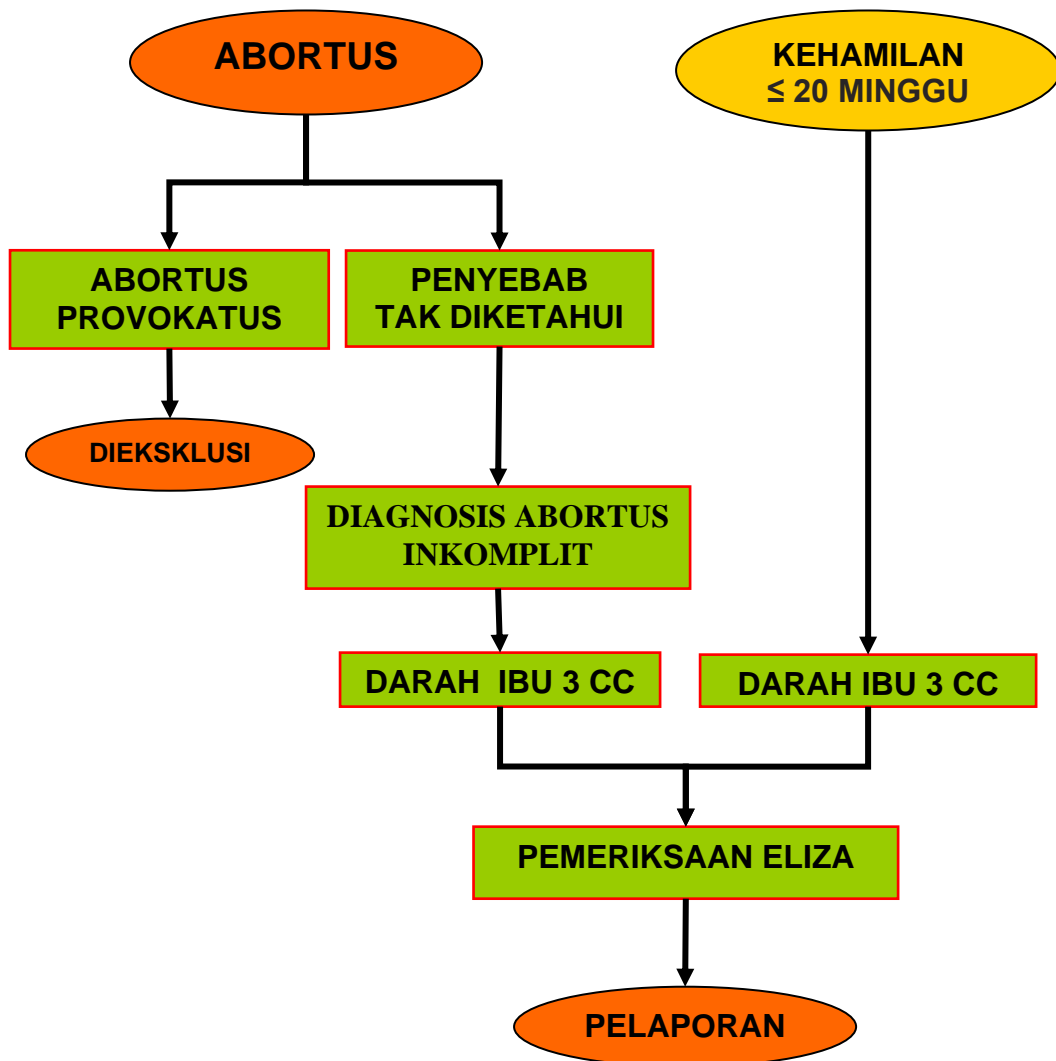 ABORTUS
KEHAMILAN
≤ 20 MINGGU
ABORTUS
PROVOKATUS
PENYEBAB
TAK DIKETAHUI
DIEKSKLUSI
DIAGNOSIS ABORTUS
INKOMPLIT
DARAH IBU 3 CC
DARAH IBU 3 CC
PEMERIKSAAN ELIZA
PELAPORAN